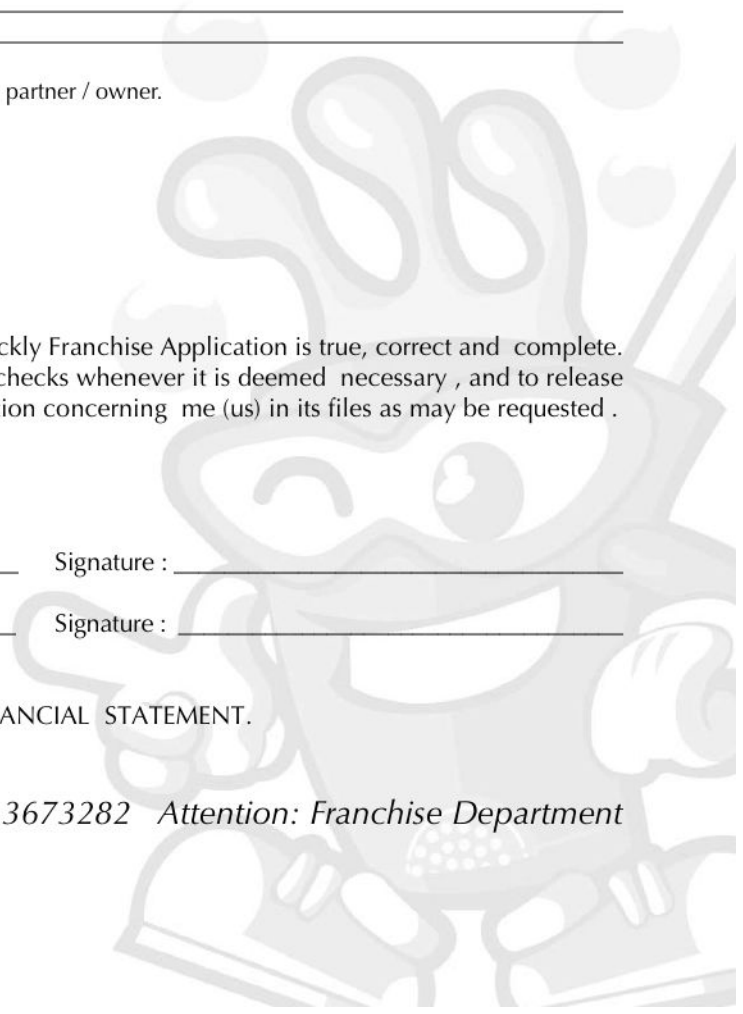 partner / owner.
ckly Franchise Application is true, correct and complete.
checks whenever it is deemed necessary , and to release
ion concerning me (us) in its files as may be requested .
Signature :
Signature :
ANCIAL STATEMENT.
3673282 Attention: Franchise Department